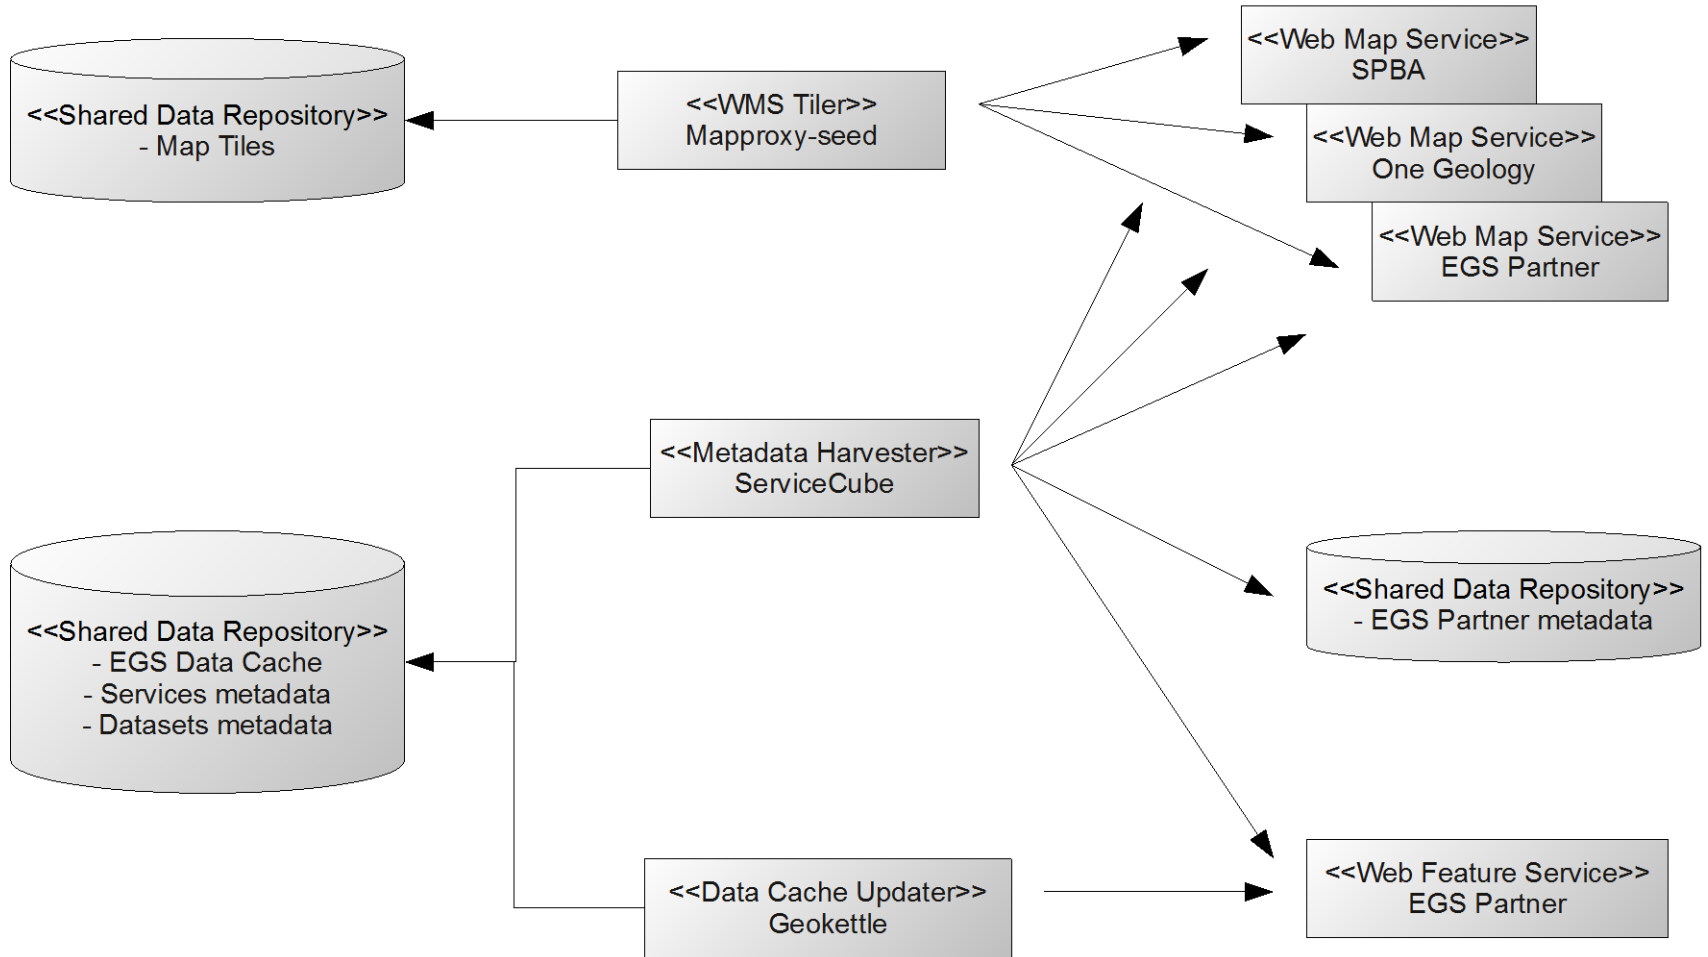 <<Shared Data Repository>>
- Map Tiles
<<WMS Tiler>>
Mapproxy-seed
<<Web Map Service>>
SPBA
<<Web Map Service>>
One Geology
<<Web Map Service>>
EGS Partner
<<Metadata Harvester>>
ServiceCube
<<Shared Data Repository>>
- EGS Data Cache
- Services metadata
- Datasets metadata
<<Shared Data Repository>>
- EGS Partner metadata
<<Data Cache Updater>>
Geokettle
<<Web Feature Service>>
EGS Partner